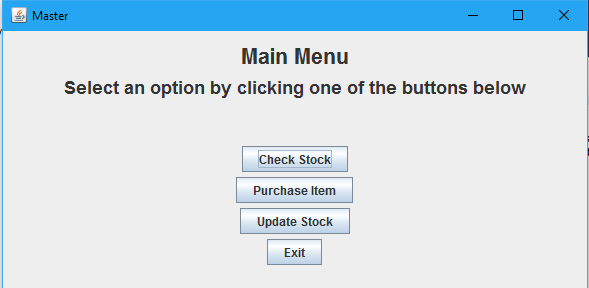 Master
Main Menu
Select an option by clicking one of the buttons below
Check Stock
Purchase Item
Update Stock
Exit